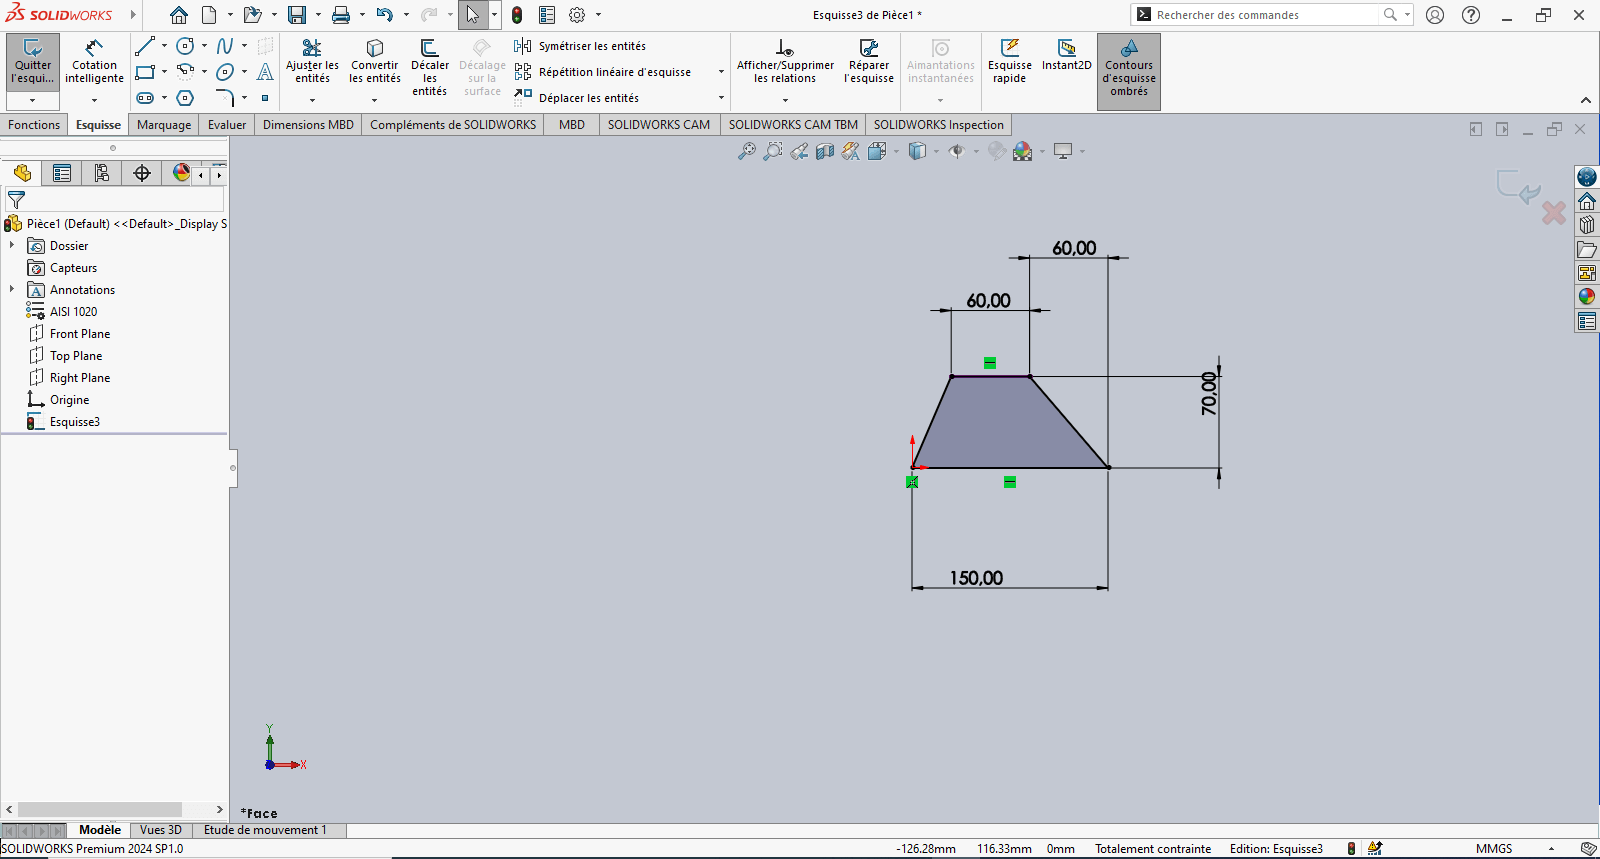 SOLIDWORKS
Esquisse3 de Pièce1 *
Rechercher des commandes
Quitter l'esqui...
Cotation intelligente
Ajuster les entités
Convertir les entités
Décaler les entités
Décalage sur la surface
Symétriser les entités
Répétition linéaire d'esquisse
Déplacer les entités
Afficher/Supprimer les relations
Réparer l'esquisse
Aimantations instantanées
Esquisse rapide
Instant2D
Contours d'esquisse ombrés
Fonctions
Esquisse
Marquage
Evaluer
Dimensions MBD
Compléments de SOLIDWORKS
MBD
SOLIDWORKS CAM
SOLIDWORKS CAM TBM
SOLIDWORKS Inspection
Pièce1 (Default) <<Default>_Display S
Dossier
Capteurs
Annotations
AISI 1020
Front Plane
Top Plane
Right Plane
Origine
Esquisse3
60,00
60,00
70,00
150,00
Y
X
*Face
Modèle
Vues 3D
Etude de mouvement 1
SOLIDWORKS Premium 2024 SP1.0
-126.28mm
116.33mm
0mm
Totalement contrainte
Edition: Esquisse3
MMGS